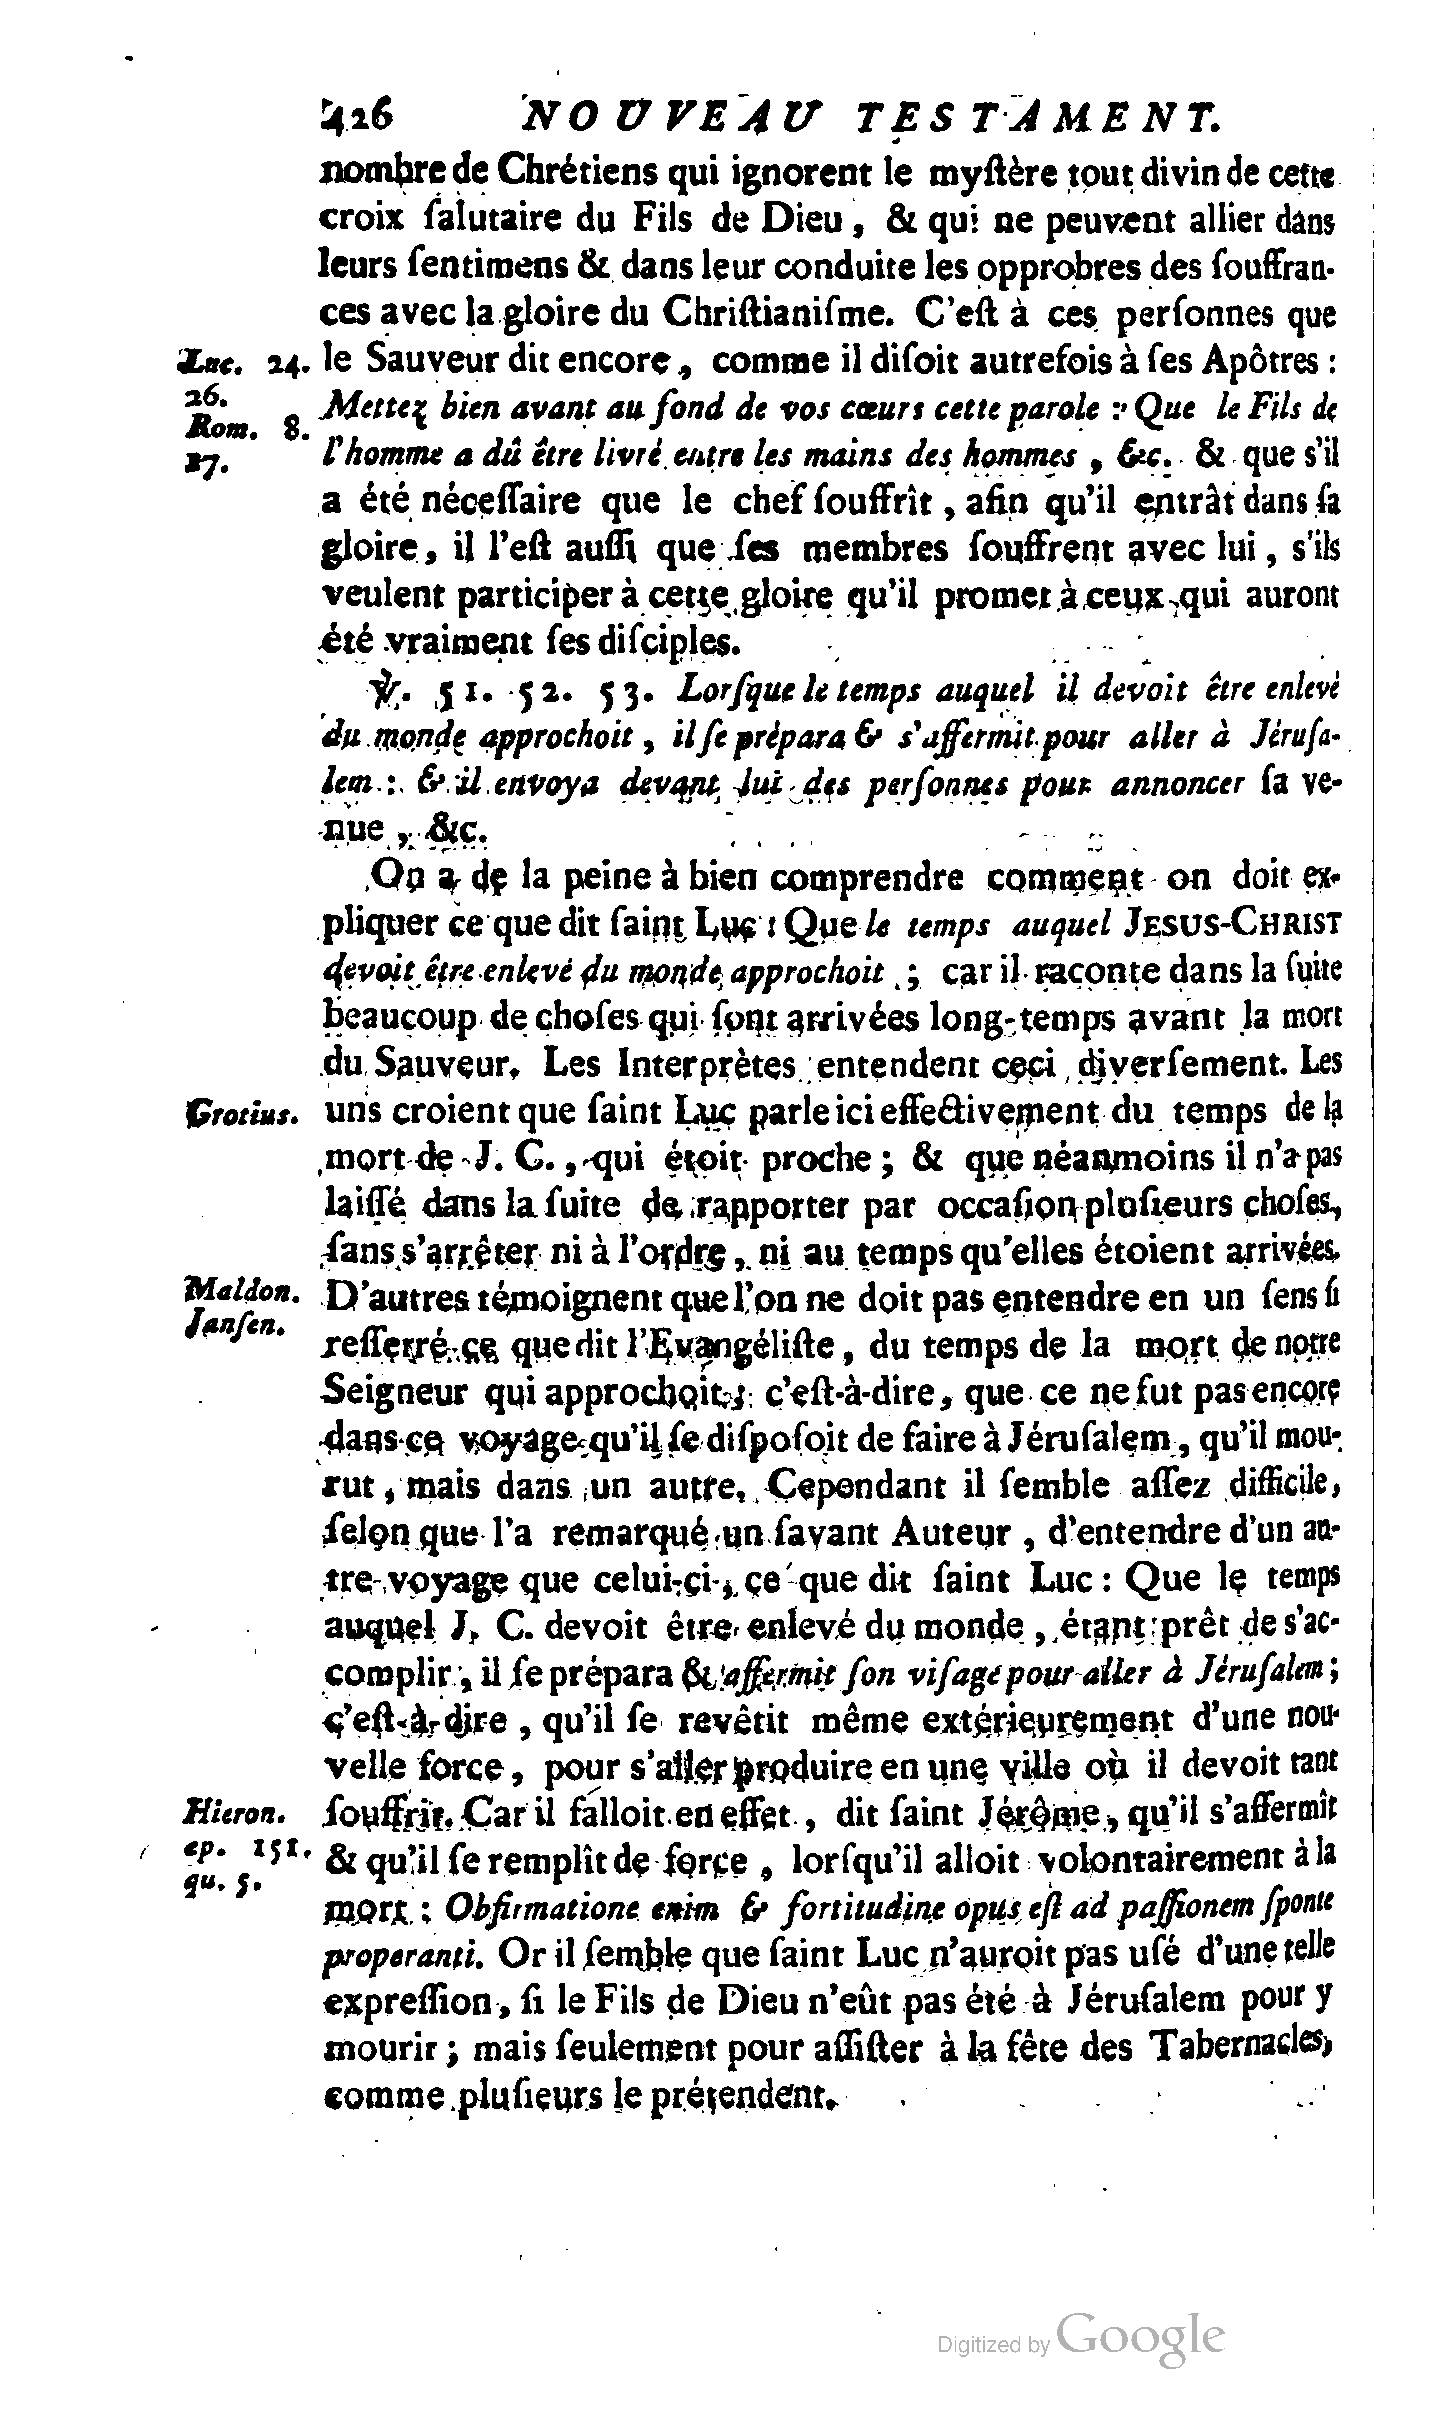 426 NOUVEAU TESTAMENT.
nombre de Chrétiens qui ignorent le myſtère tout divin de cette
croix ſalutaire du Fils de Dieu, & qui ne peuvent allier dans
leurs ſentimens & dans leur conduite les opprobres des ſouffran-
ces avec la gloire du Chriſtianiſme. C'eſt à ces perſonnes que
Luc. 24. le Sauveur dit encore, comme il diſoit autrefois à ſes Apôtres :
26.
Mettez bien avant au fond de vos cœurs cette parole : Que le Fils de
Rom. 8.
l'homme a dû être livré entre les mains des hommes, &c. & que s'il
17.
a été néceſſaire que le chef ſouffrît, afin qu'il entrât dans ſa
gloire, il l'eſt auſſi que ſes membres ſouffrent avec lui, s'ils
veulent participer à cette gloire qu'il promet à ceux qui auront
été vraiment ſes diſciples.
℣. 51. 52. 53. Lorſque le temps auquel il devoit être enlevé
du monde approchoit, il ſe prépara & s'affermit pour aller à Jéruſa-
lem : & il envoya devant lui des perſonnes pour annoncer ſa ve-
nue, &c.
On a de la peine à bien comprendre comment on doit ex-
pliquer ce que dit ſaint Luc : Que le temps auquel JESUS-CHRIST
devoit être enlevé du monde approchoit ; car il raconte dans la ſuite
beaucoup de choſes qui ſont arrivées long-temps avant la mort
du Sauveur. Les Interprètes entendent ceci diverſement. Les
Grotius. uns croient que ſaint Luc parle ici effectivement du temps de la
mort de J. C., qui étoit proche ; & que néanmoins il n'a pas
laiſſé dans la ſuite de rapporter par occaſion pluſieurs choſes,
ſans s'arrêter ni à l'ordre, ni au temps qu'elles étoient arrivées.
Maldon. D'autres témoignent que l'on ne doit pas entendre en un ſens ſi
Janſen.
reſſerré ce que dit l'Evangéliſte, du temps de la mort de notre
Seigneur qui approchoit ; c'eſt-à-dire, que ce ne fut pas encore
dans ce voyage qu'il ſe diſpoſoit de faire à Jéruſalem, qu'il mou-
rut, mais dans un autre. Cependant il ſemble aſſez difficile,
ſelon que l'a remarqué un ſavant Auteur, d'entendre d'un au-
tre voyage que celui-ci, ce que dit ſaint Luc : Que le temps
auquel J. C. devoit être enlevé du monde, étant prêt de s'ac-
complir, il ſe prépara & affermit ſon viſage pour aller à Jéruſalem ;
c'eſt-à-dire, qu'il ſe revêtit même extérieurement d'une nou-
velle force, pour s'aller produire en une ville où il devoit tant
Hieron. ſouffrir. Car il falloit en effet, dit ſaint Jérôme, qu'il s'affermît
ep. 151. & qu'il ſe remplît de force, lorſqu'il alloit volontairement à la
qu. 5.
mort : Obfirmatione enim & fortitudine opus eſt ad paſſionem ſponte
properanti. Or il ſemble que ſaint Luc n'auroit pas uſé d'une telle
expreſſion, ſi le Fils de Dieu n'eût pas été à Jéruſalem pour y
mourir ; mais ſeulement pour aſſiſter à la fête des Tabernacles,
comme pluſieurs le prétendent.
Digitized by Google